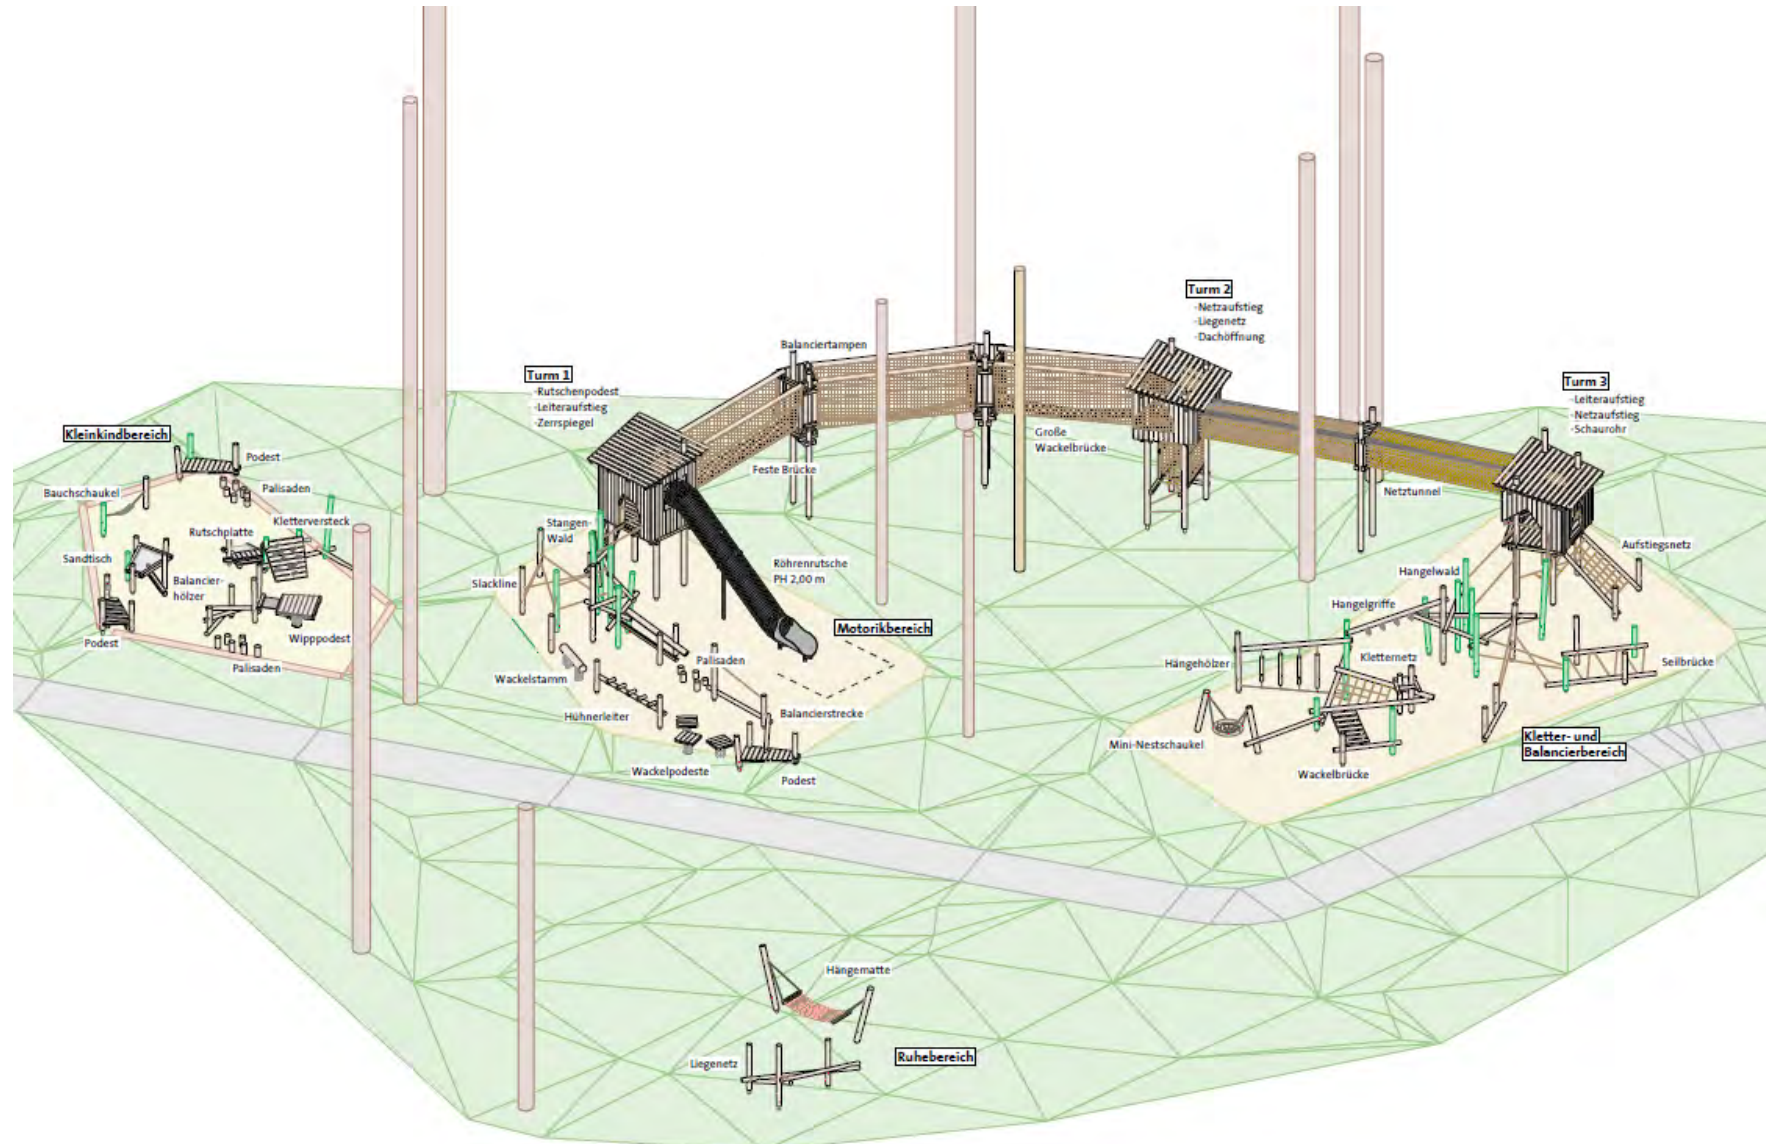 Turm 2
-Netzaufstieg
-Liegenetz
-Dachöffnung
Balanciertampen
Turm 1
-Rutschenpodest
-Leiteraufstieg
-Zerrspiegel
Turm 3
-Leiteraufstieg
-Netzaufstieg
-Schaurohr
Kleinkindbereich
Podest
Bauchschaukel
Palisaden
Kletterversteck
Rutschplatte
Sandtisch
Balancier-
hölzer
Podest
Wipppodest
Palisaden
Feste Brücke
Große
Wackelbrücke
Netztunnel
Stangen-
Wald
Slackline
Röhrenrutsche
PH 2,00 m
Motorikbereich
Palisaden
Wackelstamm
Hühnerleiter
Balancierstrecke
Wackelpodeste
Podest
Aufstiegsnetz
Hangelwald
Hangelgriffe
Hängehölzer
Kletternetz
Seilbrücke
Mini-Nestschaukel
Wackelbrücke
Kletter- und
Balancierbereich
Hängematte
Liegenetz
Ruhebereich